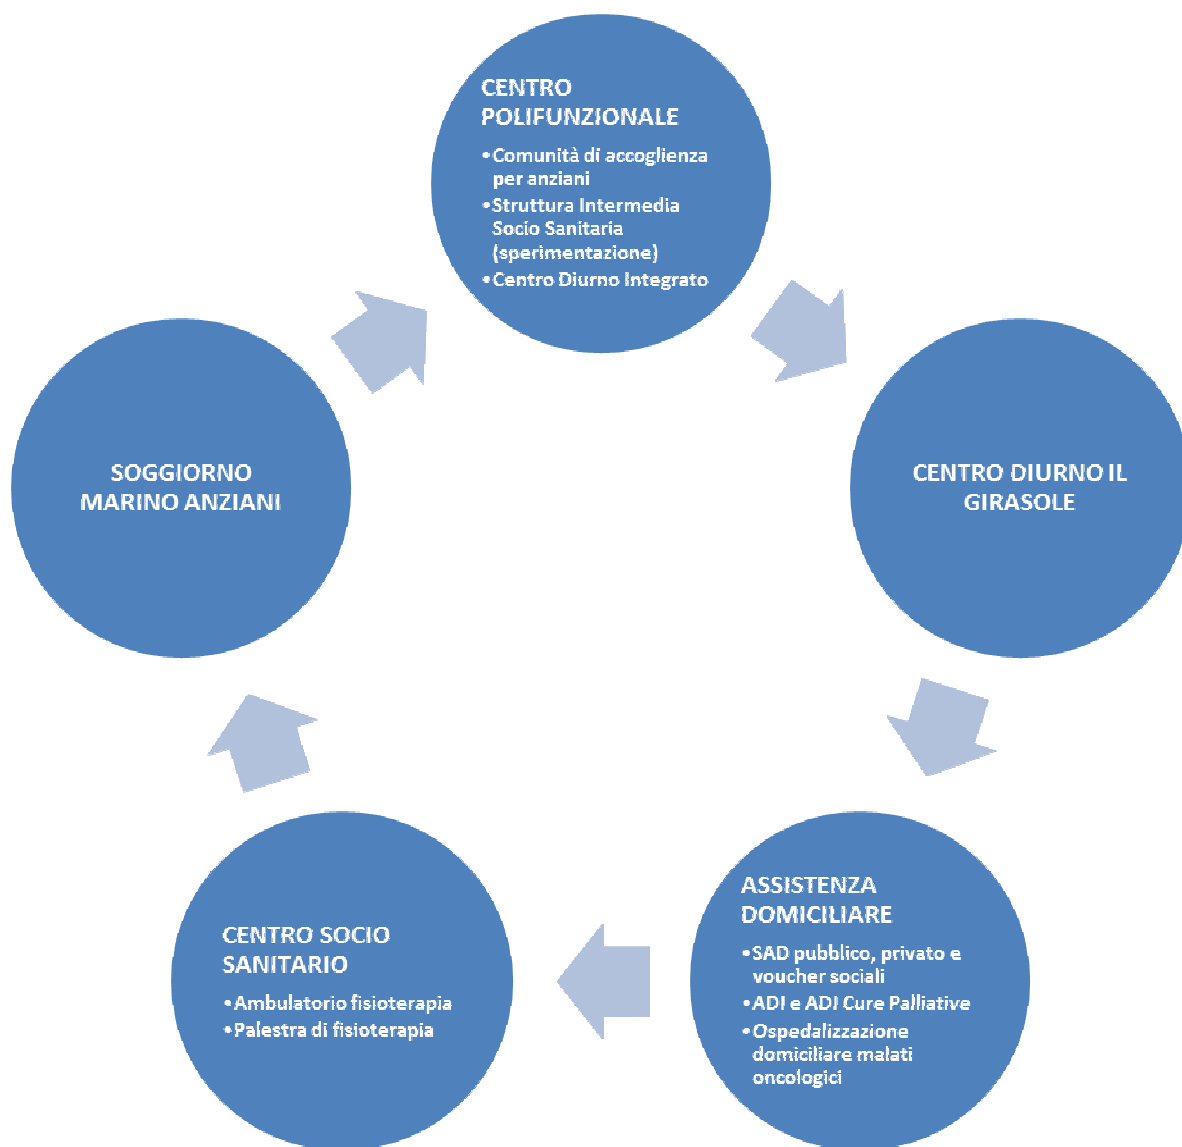 CENTRO
POLIFUNZIONALE
•Comunità di accoglienza
per anziani
•Struttura Intermedia
Socio Sanitaria
(sperimentazione)
•Centro Diurno Integrato
CENTRO DIURNO IL
GIRASOLE
ASSISTENZA
DOMICILIARE
•SAD pubblico, privato e
voucher sociali
•ADI e ADI Cure Palliative
•Ospedalizzazione
domiciliare malati
oncologici
CENTRO SOCIO
SANITARIO
•Ambulatorio fisioterapia
•Palestra di fisioterapia
SOGGIORNO
MARINO ANZIANI